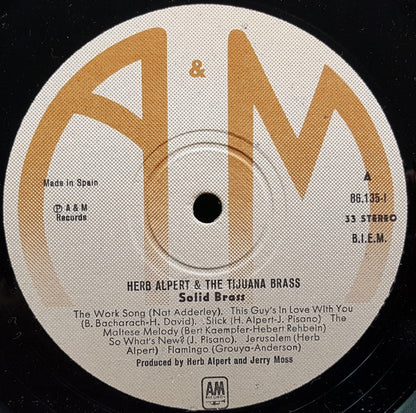 A & M
Made in Spain
Ⓟ A & M
Records
A
86.135-I
33 STEREO
B.I.E.M.
HERB ALPERT & THE TIJUANA BRASS
Solid Brass
The Work Song (Nat Adderley). This Guy's In Love With You
(B. Bacharach-H. David). Slick (H. Alpert-J. Pisano) The
Maltese Melody (Bert Kaempfer-Hebert Rehbein)
So What's New? (J. Pisano). Jerusalem (Herb
Alpert) Flamingo (Grouya-Anderson)
Produced by Herb Alpert and Jerry Moss
AM
RECORDS